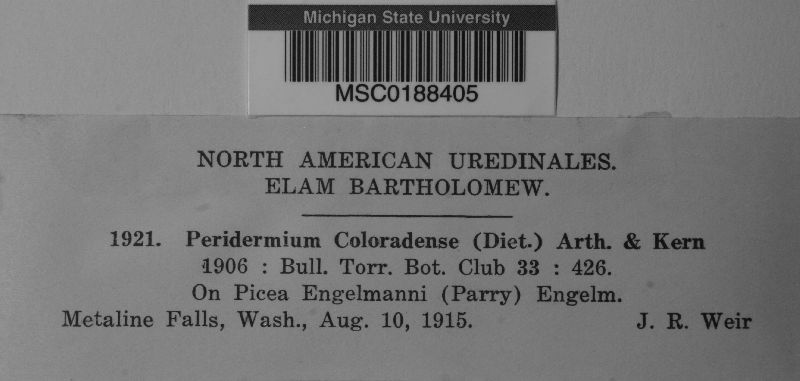 Michigan State University
MSC0188405
NORTH AMERICAN UREDINALES.
ELAM BARTHOLOMEW.
1921. Peridermium Coloradense (Diet.) Arth. & Kern
1906 : Bull. Torr. Bot. Club 33 : 426.
On Picea Engelmanni (Parry) Engelm.
Metaline Falls, Wash., Aug. 10, 1915. J. R. Weir